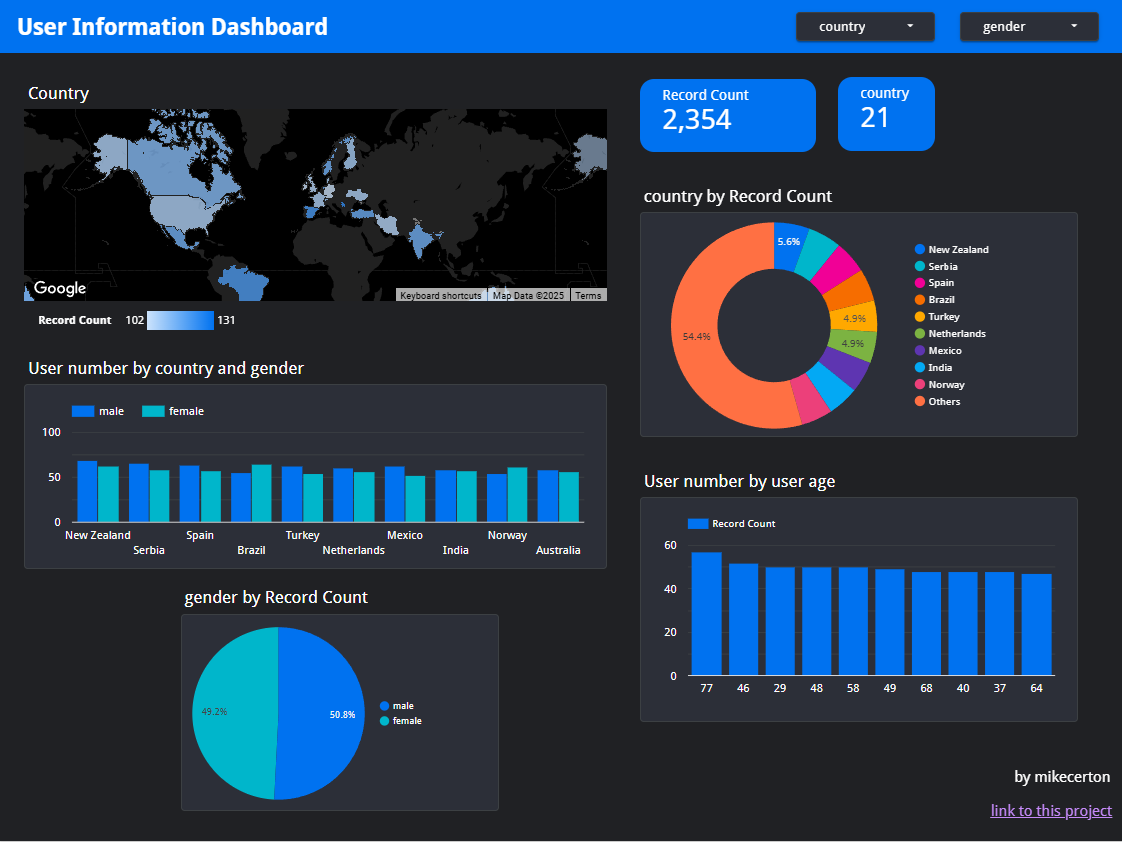 User Information Dashboard
country
gender
Country
Google
Keyboard shortcuts
Map Data ©2025
Terms
Record Count 102 131
Record Count
2,354
country
21
country by Record Count
5.6%
4.9%
4.9%
54.4%
New Zealand
Serbia
Spain
Brazil
Turkey
Netherlands
Mexico
India
Norway
Others
User number by country and gender
male female
100
50
0
New Zealand Spain Turkey Mexico Norway
Serbia Brazil Netherlands India Australia
User number by user age
Record Count
60
40
20
0
77 46 29 48 58 49 68 40 37 64
gender by Record Count
49.2%
50.8%
male
female
by mikecerton
link to this project